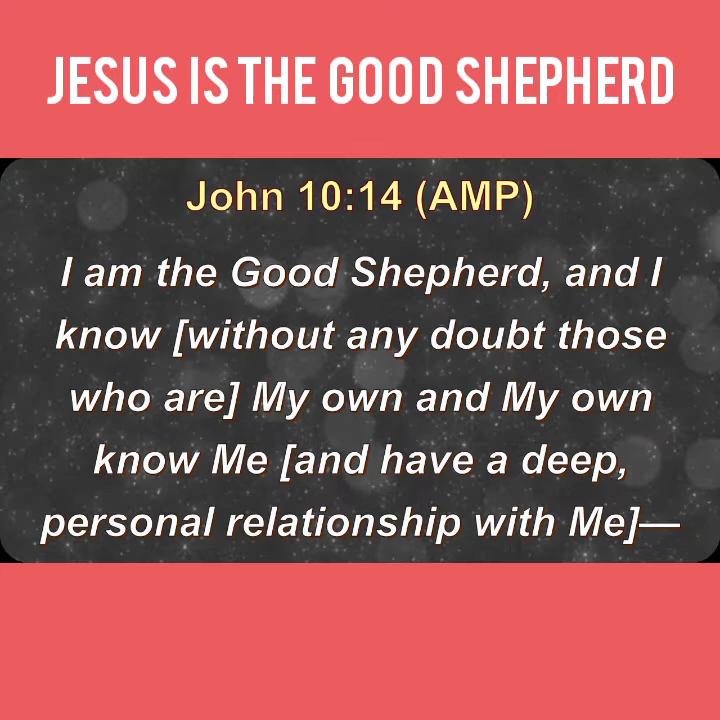 JESUS IS THE GOOD SHEPHERD
John 10:14 (AMP)
I am the Good Shepherd, and I
know [without any doubt those
who are] My own and My own
know Me [and have a deep,
personal relationship with Me]—